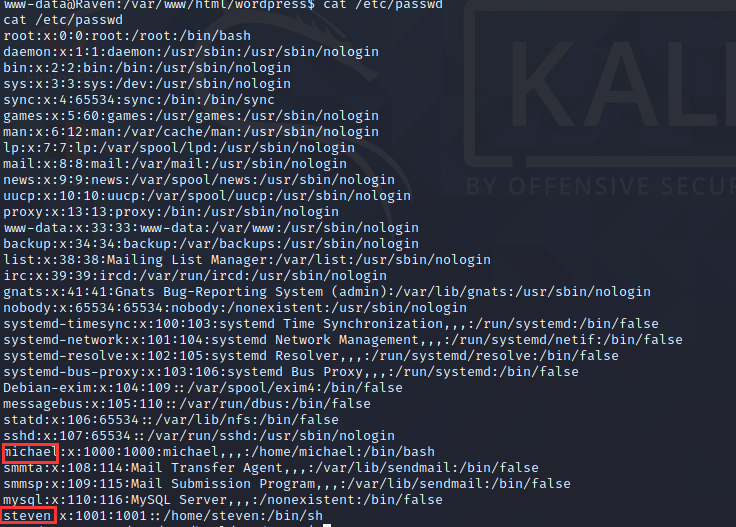 www-data@Raven:/var/www/html/wordpress$ cat /etc/passwd
cat /etc/passwd
root:x:0:0:root:/root:/bin/bash
daemon:x:1:1:daemon:/usr/sbin:/usr/sbin/nologin
bin:x:2:2:bin:/bin:/usr/sbin/nologin
sys:x:3:3:sys:/dev:/usr/sbin/nologin
sync:x:4:65534:sync:/bin:/bin/sync
games:x:5:60:games:/usr/games:/usr/sbin/nologin
man:x:6:12:man:/var/cache/man:/usr/sbin/nologin
lp:x:7:7:lp:/var/spool/lpd:/usr/sbin/nologin
mail:x:8:8:mail:/var/mail:/usr/sbin/nologin
news:x:9:9:news:/var/spool/news:/usr/sbin/nologin
uucp:x:10:10:uucp:/var/spool/uucp:/usr/sbin/nologin
proxy:x:13:13:proxy:/bin:/usr/sbin/nologin
www-data:x:33:33:www-data:/var/www:/usr/sbin/nologin
backup:x:34:34:backup:/var/backups:/usr/sbin/nologin
list:x:38:38:Mailing List Manager:/var/list:/usr/sbin/nologin
irc:x:39:39:ircd:/var/run/ircd:/usr/sbin/nologin
gnats:x:41:41:Gnats Bug-Reporting System (admin):/var/lib/gnats:/usr/sbin/nologin
nobody:x:65534:65534:nobody:/nonexistent:/usr/sbin/nologin
systemd-timesync:x:100:103:systemd Time Synchronization,,,:/run/systemd:/bin/false
systemd-network:x:101:104:systemd Network Management,,,:/run/systemd/netif:/bin/false
systemd-resolve:x:102:105:systemd Resolver,,,:/run/systemd/resolve:/bin/false
systemd-bus-proxy:x:103:106:systemd Bus Proxy,,,:/run/systemd:/bin/false
Debian-exim:x:104:109::/var/spool/exim4:/bin/false
messagebus:x:105:110::/var/run/dbus:/bin/false
statd:x:106:65534::/var/lib/nfs:/bin/false
sshd:x:107:65534::/var/run/sshd:/usr/sbin/nologin
michael:x:1000:1000:michael,,,:/home/michael:/bin/bash
smmta:x:108:114:Mail Transfer Agent,,,:/var/lib/sendmail:/bin/false
smmsp:x:109:115:Mail Submission Program,,,:/var/lib/sendmail:/bin/false
mysql:x:110:116:MySQL Server,,,:/nonexistent:/bin/false
steven:x:1001:1001::/home/steven:/bin/sh
KALI
BY OFFENSIVE SECUR